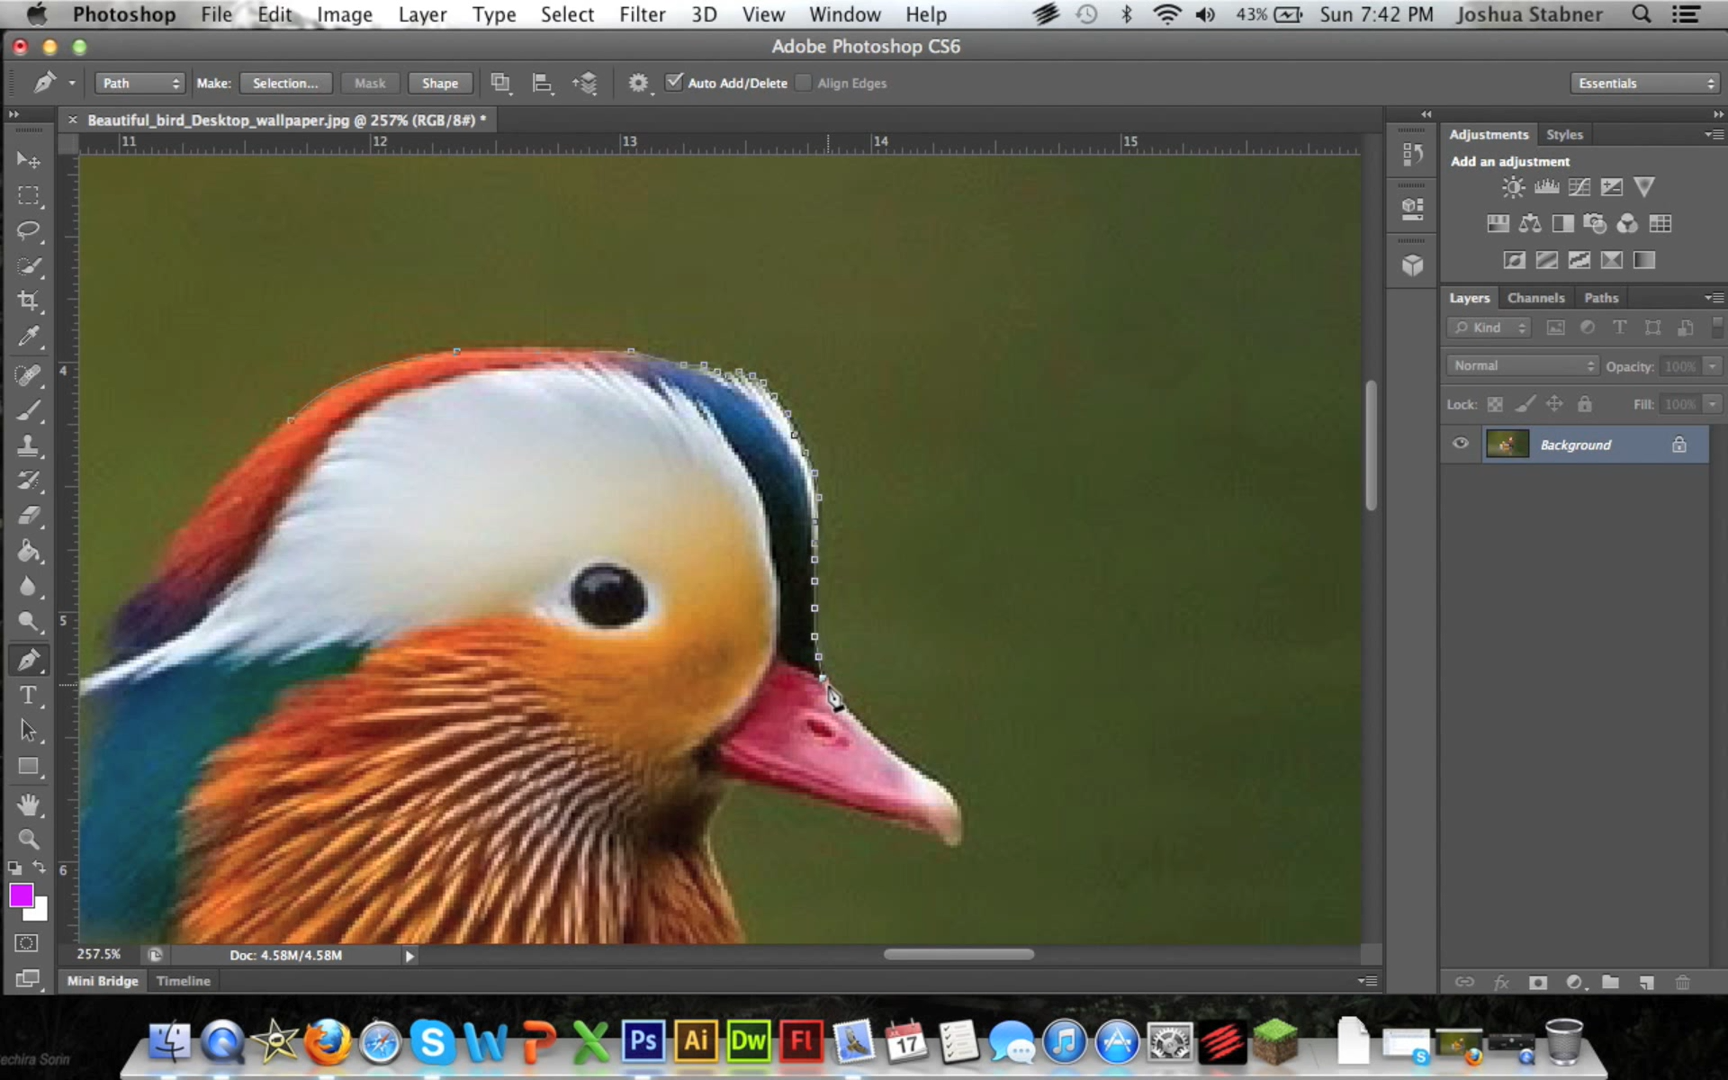 Photoshop File Edit Image Layer Type Select Filter 3D View Window Help 43% Sun 7:42 PM Joshua Stabner
Adobe Photoshop CS6
Path Make: Selection... Mask Shape Auto Add/Delete Align Edges Essentials
Beautiful_bird_Desktop_wallpaper.jpg @ 257% (RGB/8#) *
11 12 13 14 15
Adjustments Styles
Add an adjustment
Layers Channels Paths
Kind
Normal Opacity: 100%
Lock: Fill: 100%
Background
4
5
6
257.5% Doc: 4.58M/4.58M
Mini Bridge Timeline
Ps Ai Dw Fl 17
echira Sorin